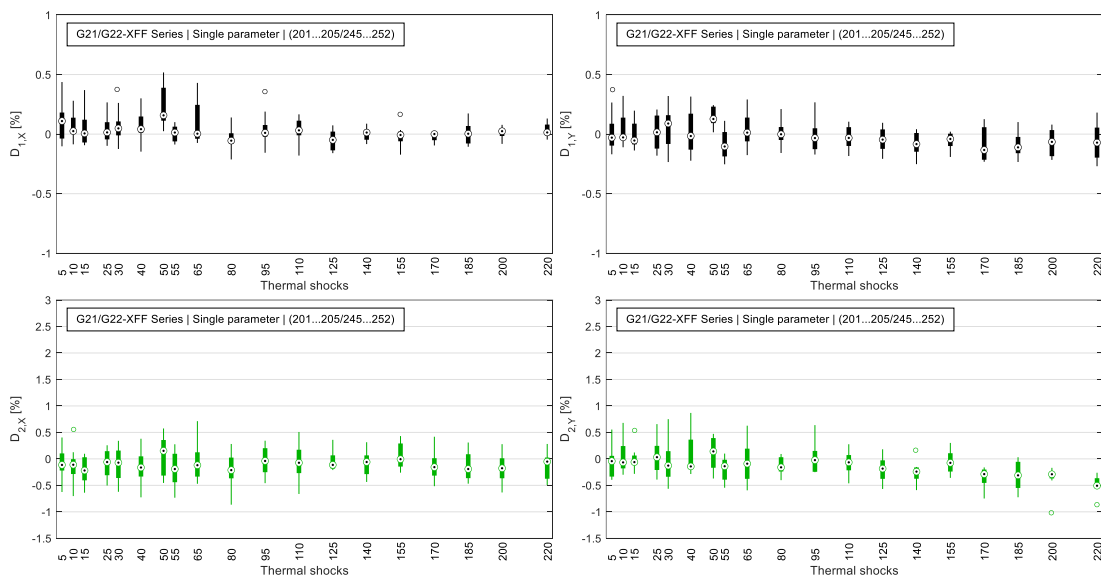 G21/G22-XFF Series | Single parameter | (201...205/245...252)
1
0.5
0
-0.5
-1
D1,X [%]
5 10 15 25 30 40 50 55 65 80 95 110 125 140 155 170 185 200 220
Thermal shocks
G21/G22-XFF Series | Single parameter | (201...205/245...252)
1
0.5
0
-0.5
-1
D1,Y [%]
5 10 15 25 30 40 50 55 65 80 95 110 125 140 155 170 185 200 220
Thermal shocks
G21/G22-XFF Series | Single parameter | (201...205/245...252)
3
2.5
2
1.5
1
0.5
0
-0.5
-1
-1.5
D2,X [%]
5 10 15 25 30 40 50 55 65 80 95 110 125 140 155 170 185 200 220
Thermal shocks
G21/G22-XFF Series | Single parameter | (201...205/245...252)
3
2.5
2
1.5
1
0.5
0
-0.5
-1
-1.5
D2,Y [%]
5 10 15 25 30 40 50 55 65 80 95 110 125 140 155 170 185 200 220
Thermal shocks